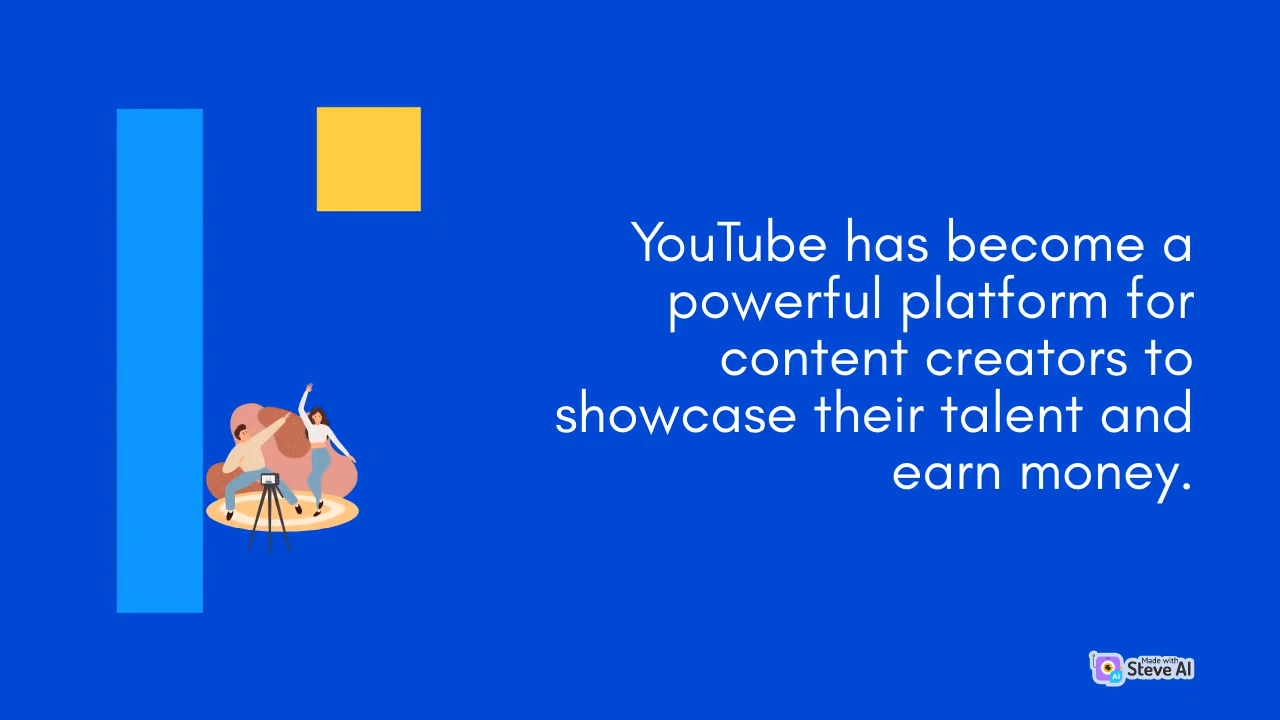 YouTube has become a
powerful platform for
content creators to
showcase their talent and
earn money.
Made with
Steve AI
AI